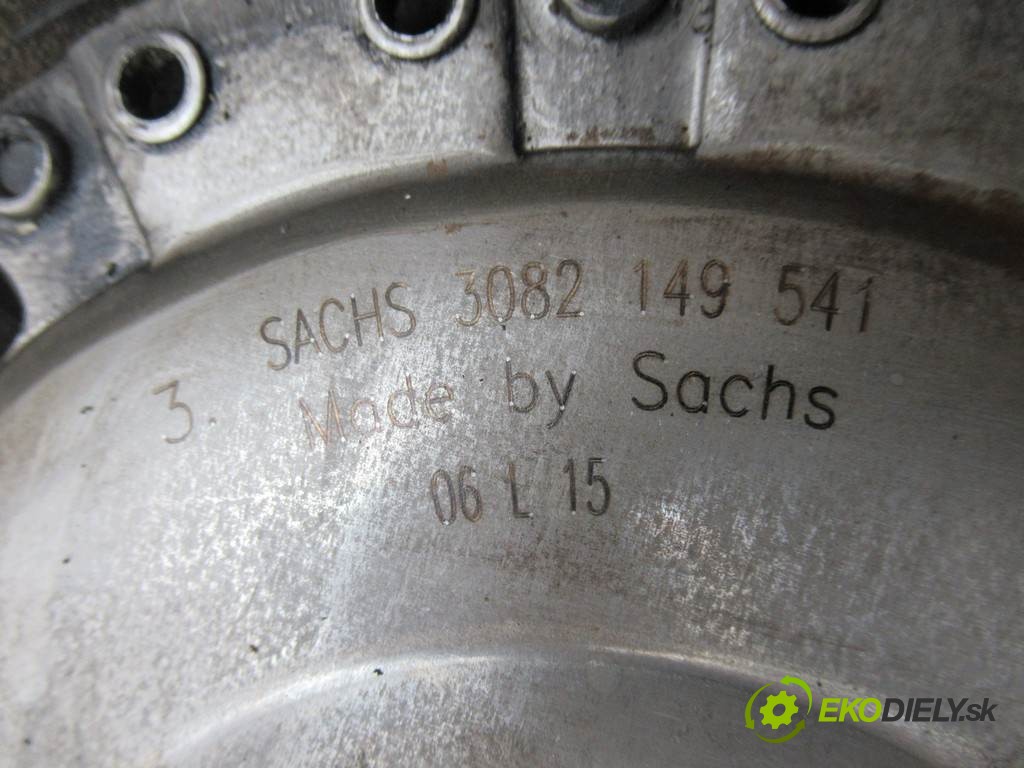 SACHS 3082 149 541
3 Made by Sachs
06 L 15
EKODIELY.sk